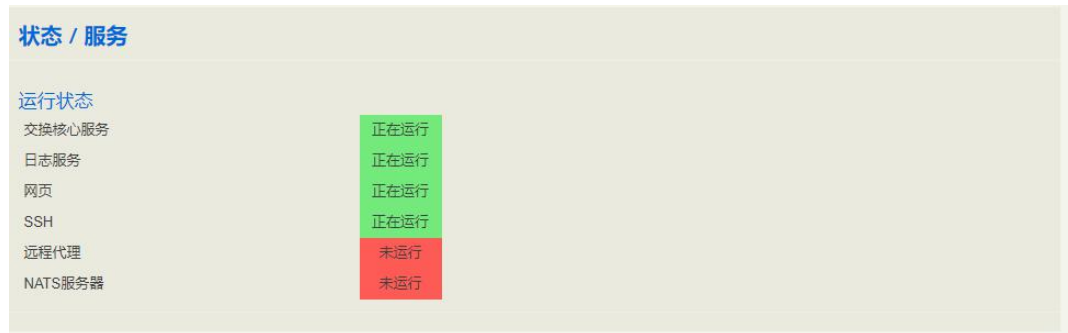 状态 / 服务
运行状态
交换核心服务 正在运行
日志服务 正在运行
网页 正在运行
SSH 正在运行
远程代理 未运行
NATS服务器 未运行